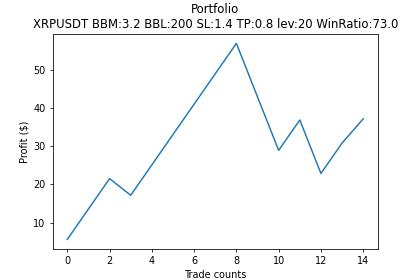 Portfolio
XRPUSDT BBM:3.2 BBL:200 SL:1.4 TP:0.8 lev:20 WinRatio:73.0
Profit ($)
50
40
30
20
10
0 2 4 6 8 10 12 14
Trade counts